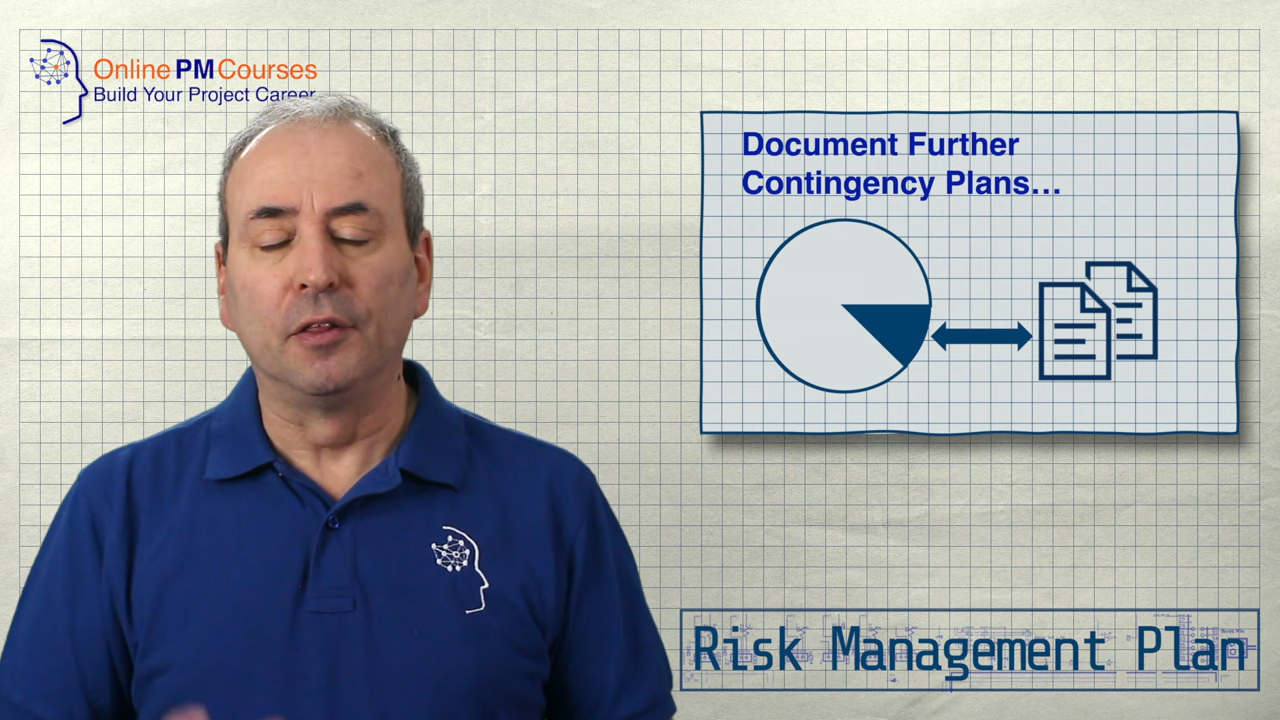 Online PM Courses
Build Your Project Career
Document Further
Contingency Plans...
Risk Management Plan